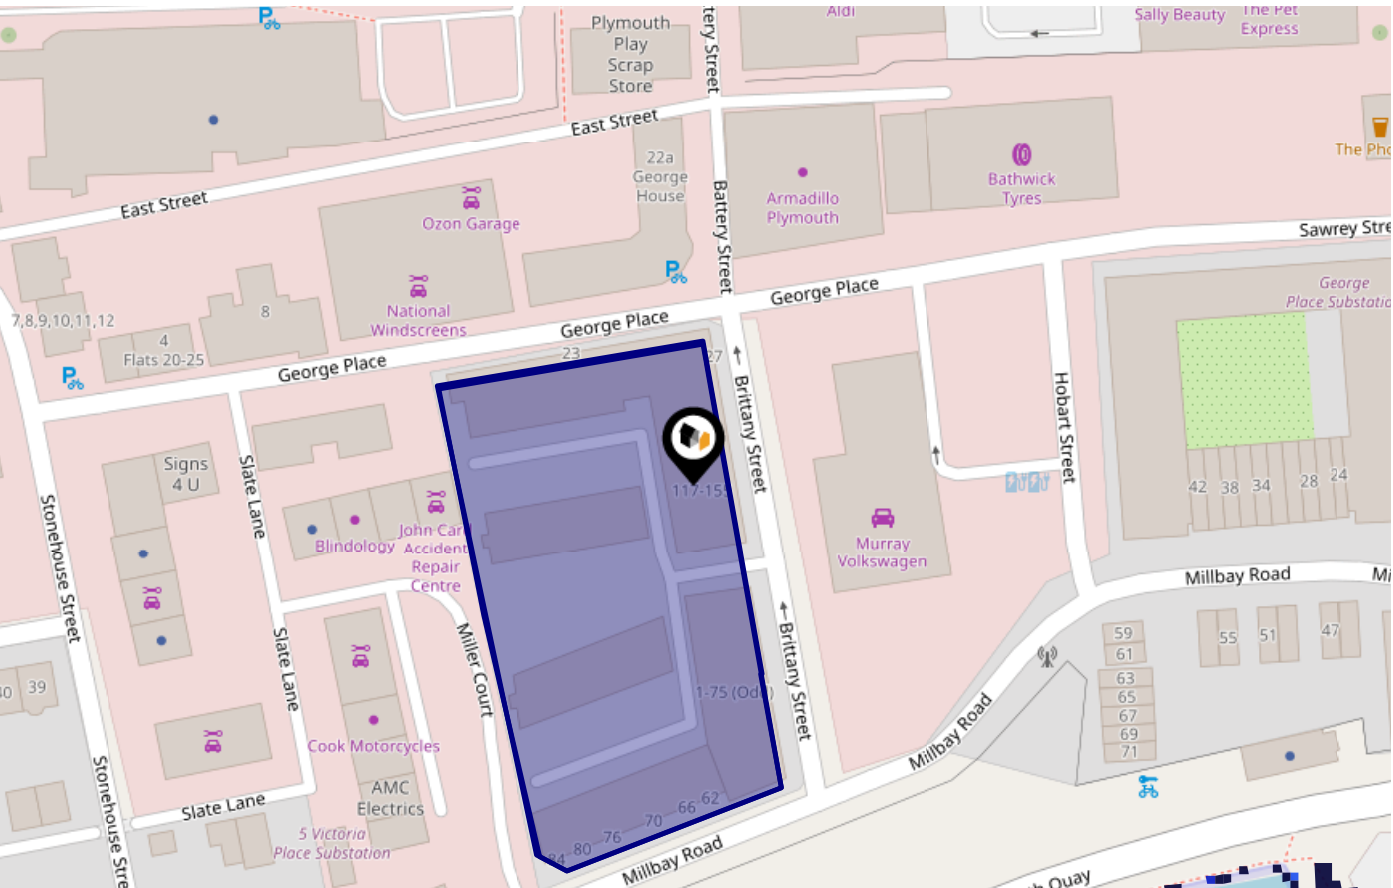 Plymouth
Play
Scrap
Store
tery Street
Aldi
Sally Beauty
The Pet
Express
East Street
East Street
22a
George
House
Battery Street
Armadillo
Plymouth
Bathwick
Tyres
The Pho
Ozon Garage
National
Windscreens
Sawrey Stre
George
Place Substatio
7,8,9,10,11,12
8
4
Flats 20-25
George Place
George Place
George Place
23
27
Brittany Street
Hobart Street
Signs
4 U
Slate Lane
Stonehouse Street
Blindology
John Car
Accident
Repair
Centre
117-155
Murray
Volkswagen
42
38
34
28
24
Millbay Road
Mi
59
61
63
65
67
69
71
55
51
47
40
39
Slate Lane
Miller Court
1-75 (Odd)
Brittany Street
Millbay Road
Cook Motorcycles
AMC
Electrics
Slate Lane
5 Victoria
Place Substation
Stonehouse Stre
84
80
76
70
66
62
Millbay Road
h Quay